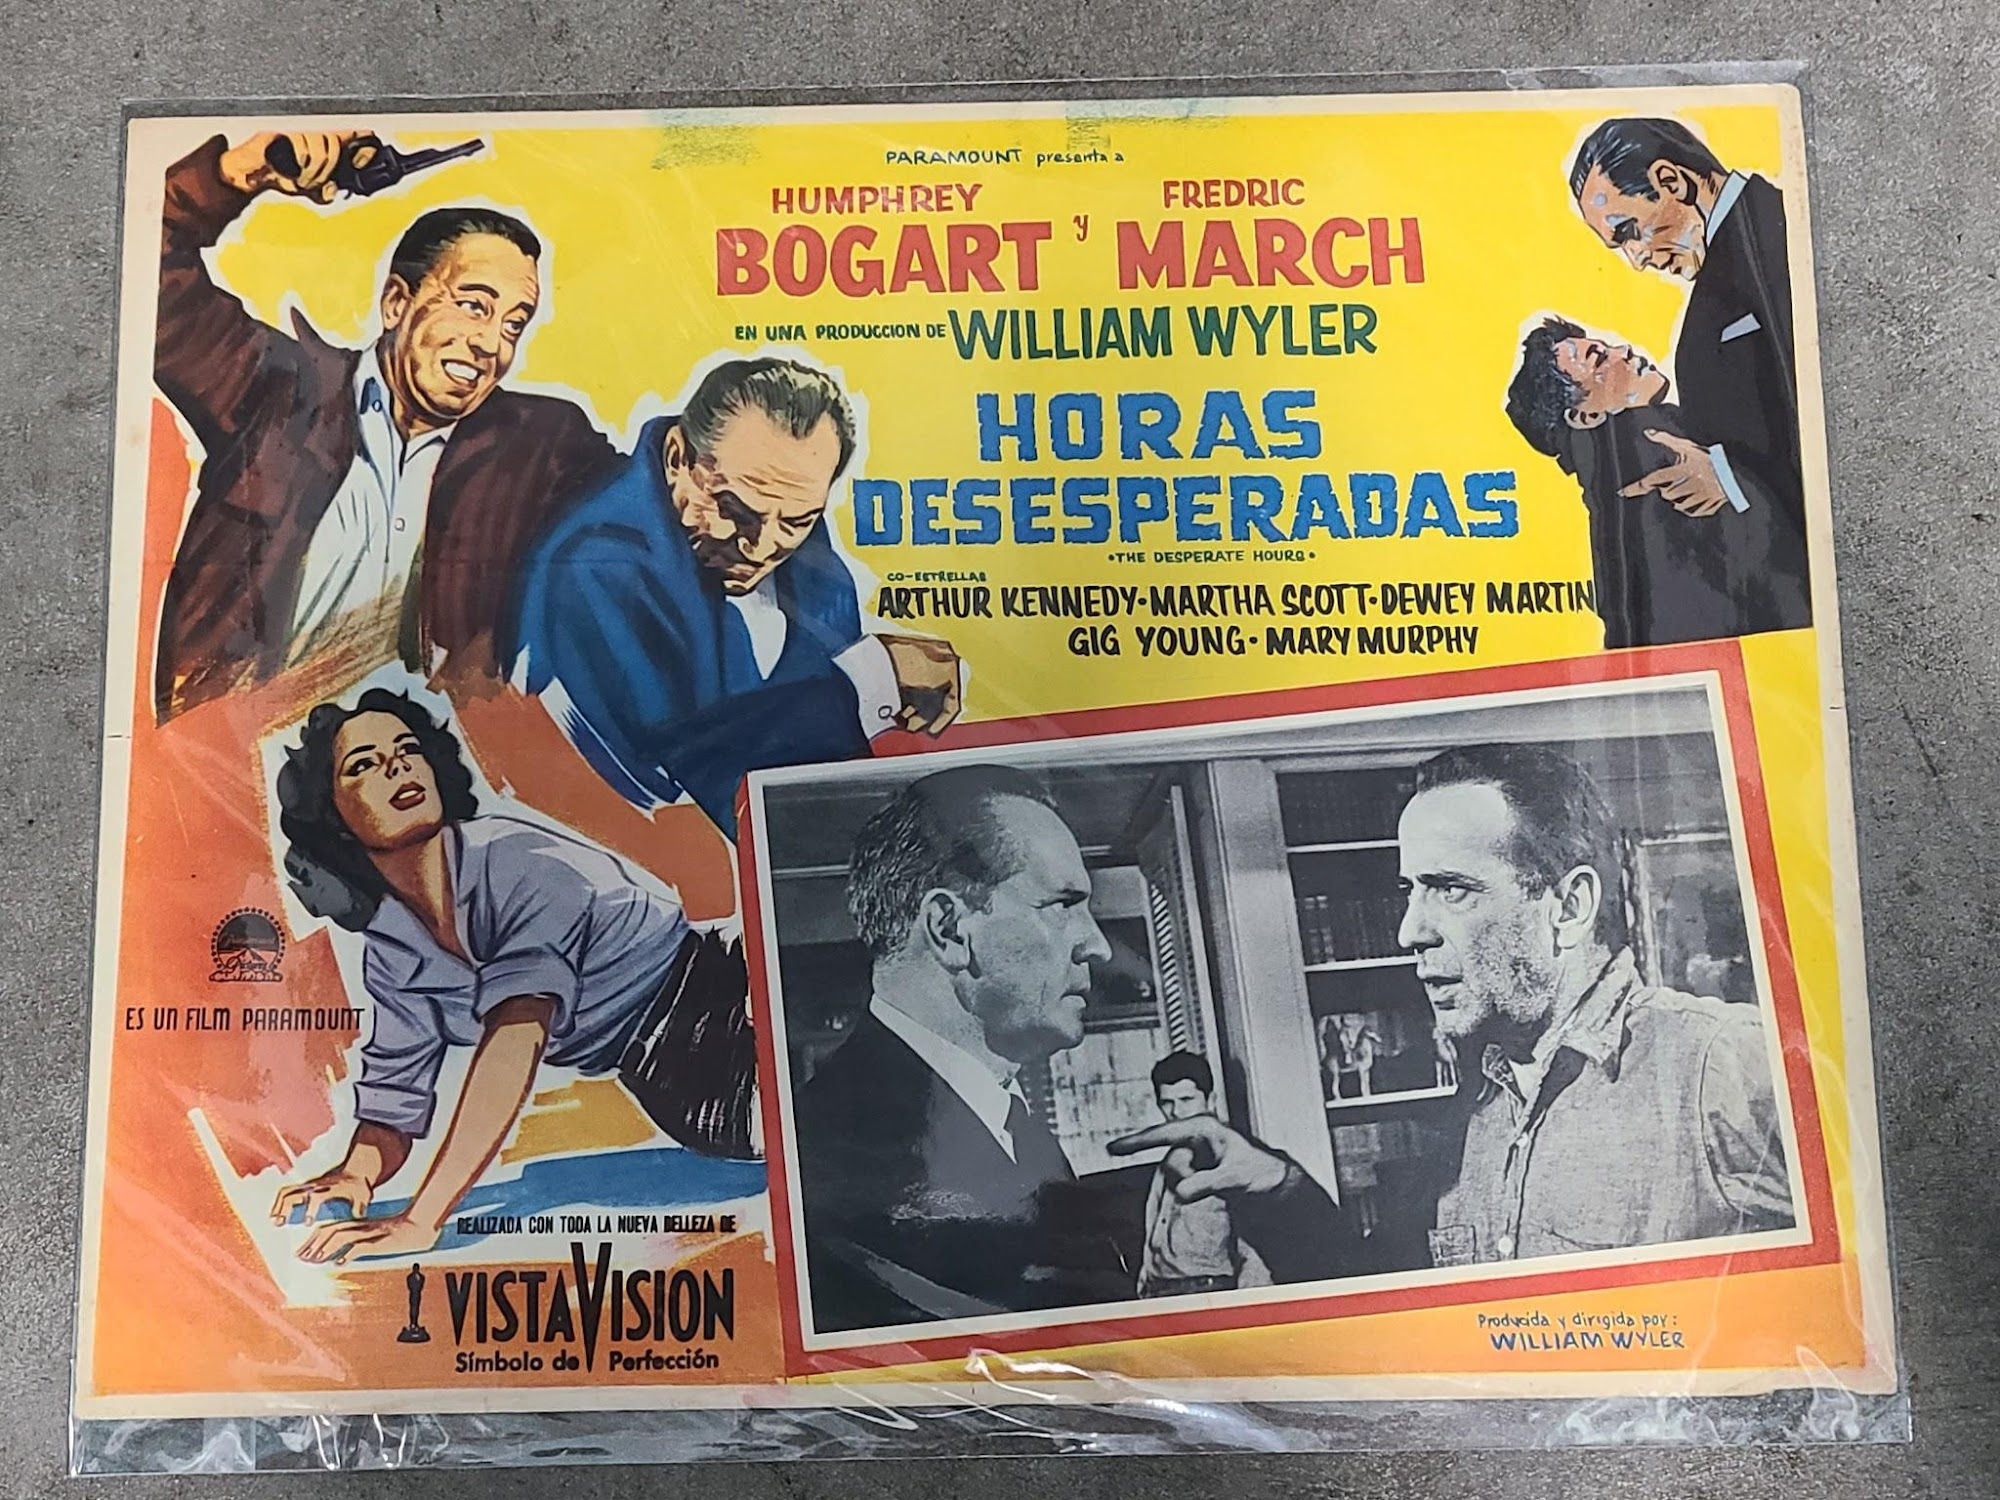 PARAMOUNT presenta a
HUMPHREY FREDRIC
BOGART y MARCH
EN UNA PRODUCCION DE WILLIAM WYLER
HORAS
DESESPERADAS
•THE DESPERATE HOURS•
CO-ESTRELLAS
ARTHUR KENNEDY•MARTHA SCOTT•DEWEY MARTIN
GIG YOUNG•MARY MURPHY
Paramount
Pictures
ES UN FILM PARAMOUNT
REALIZADA CON TODA LA NUEVA BELLEZA DE
VISTAVISION
Símbolo de Perfección
Producida y dirigida por:
WILLIAM WYLER